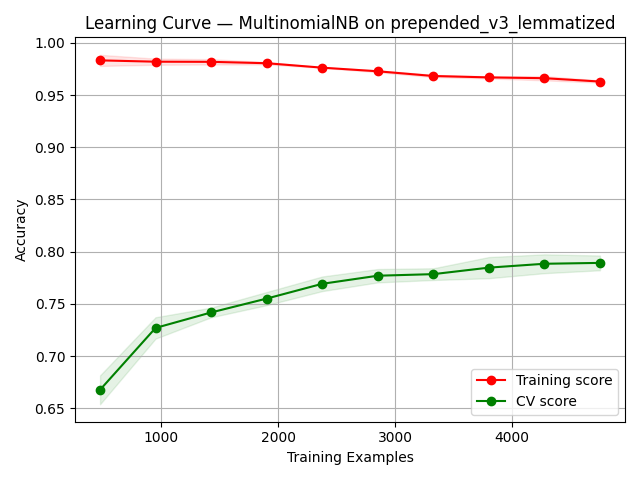 Learning Curve — MultinomialNB on prepended_v3_lemmatized
1.00
0.95
0.90
0.85
0.80
0.75
0.70
0.65
Accuracy
1000
2000
3000
4000
Training Examples
Training score
CV score